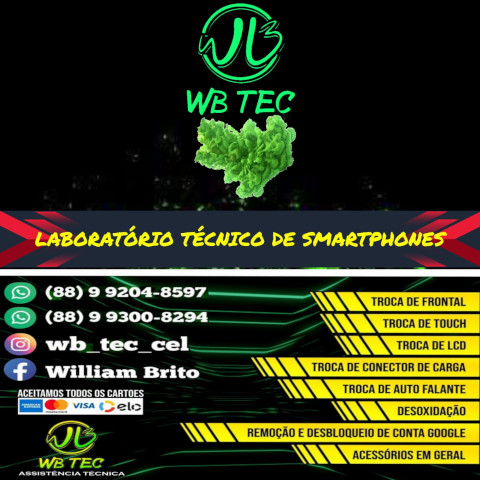 WB
WB TEC
LABORATÓRIO TÉCNICO DE SMARTPHONES
(88) 9 9204-8597
(88) 9 9300-8294
wb_tec_cel
William Brito
ACEITAMOS TODOS OS CARTOES
VISA
elo
WB
WB TEC
ASSISTÊNCIA TÉCNICA
TROCA DE FRONTAL
TROCA DE TOUCH
TROCA DE LCD
TROCA DE CONECTOR DE CARGA
TROCA DE AUTO FALANTE
DESOXIDAÇÃO
REMOÇÃO E DESBLOQUEIO DE CONTA GOOGLE
ACESSÓRIOS EM GERAL